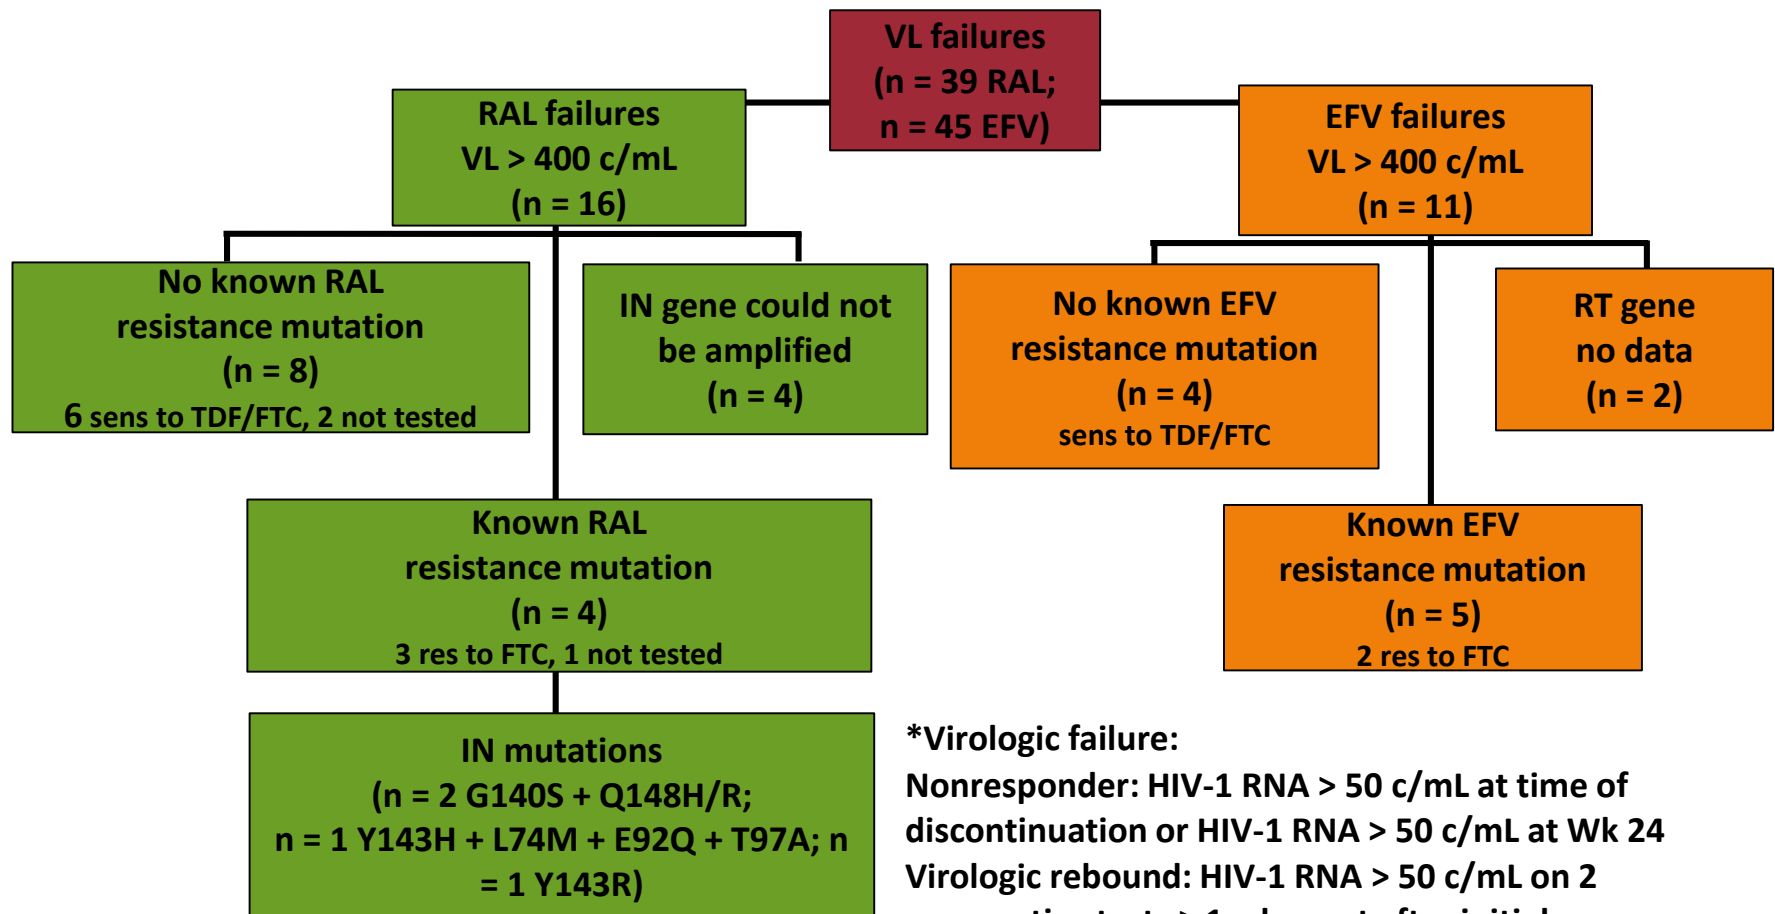 VL failures
(n = 39 RAL;
n = 45 EFV)
RAL failures
VL > 400 c/mL
(n = 16)
EFV failures
VL > 400 c/mL
(n = 11)
No known RAL
resistance mutation
(n = 8)
6 sens to TDF/FTC, 2 not tested
IN gene could not
be amplified
(n = 4)
No known EFV
resistance mutation
(n = 4)
sens to TDF/FTC
RT gene
no data
(n = 2)
Known RAL
resistance mutation
(n = 4)
3 res to FTC, 1 not tested
Known EFV
resistance mutation
(n = 5)
2 res to FTC
IN mutations
(n = 2 G140S + Q148H/R;
n = 1 Y143H + L74M + E92Q + T97A; n
= 1 Y143R)
*Virologic failure:
Nonresponder: HIV-1 RNA > 50 c/mL at time of
discontinuation or HIV-1 RNA > 50 c/mL at Wk 24
Virologic rebound: HIV-1 RNA > 50 c/mL on 2